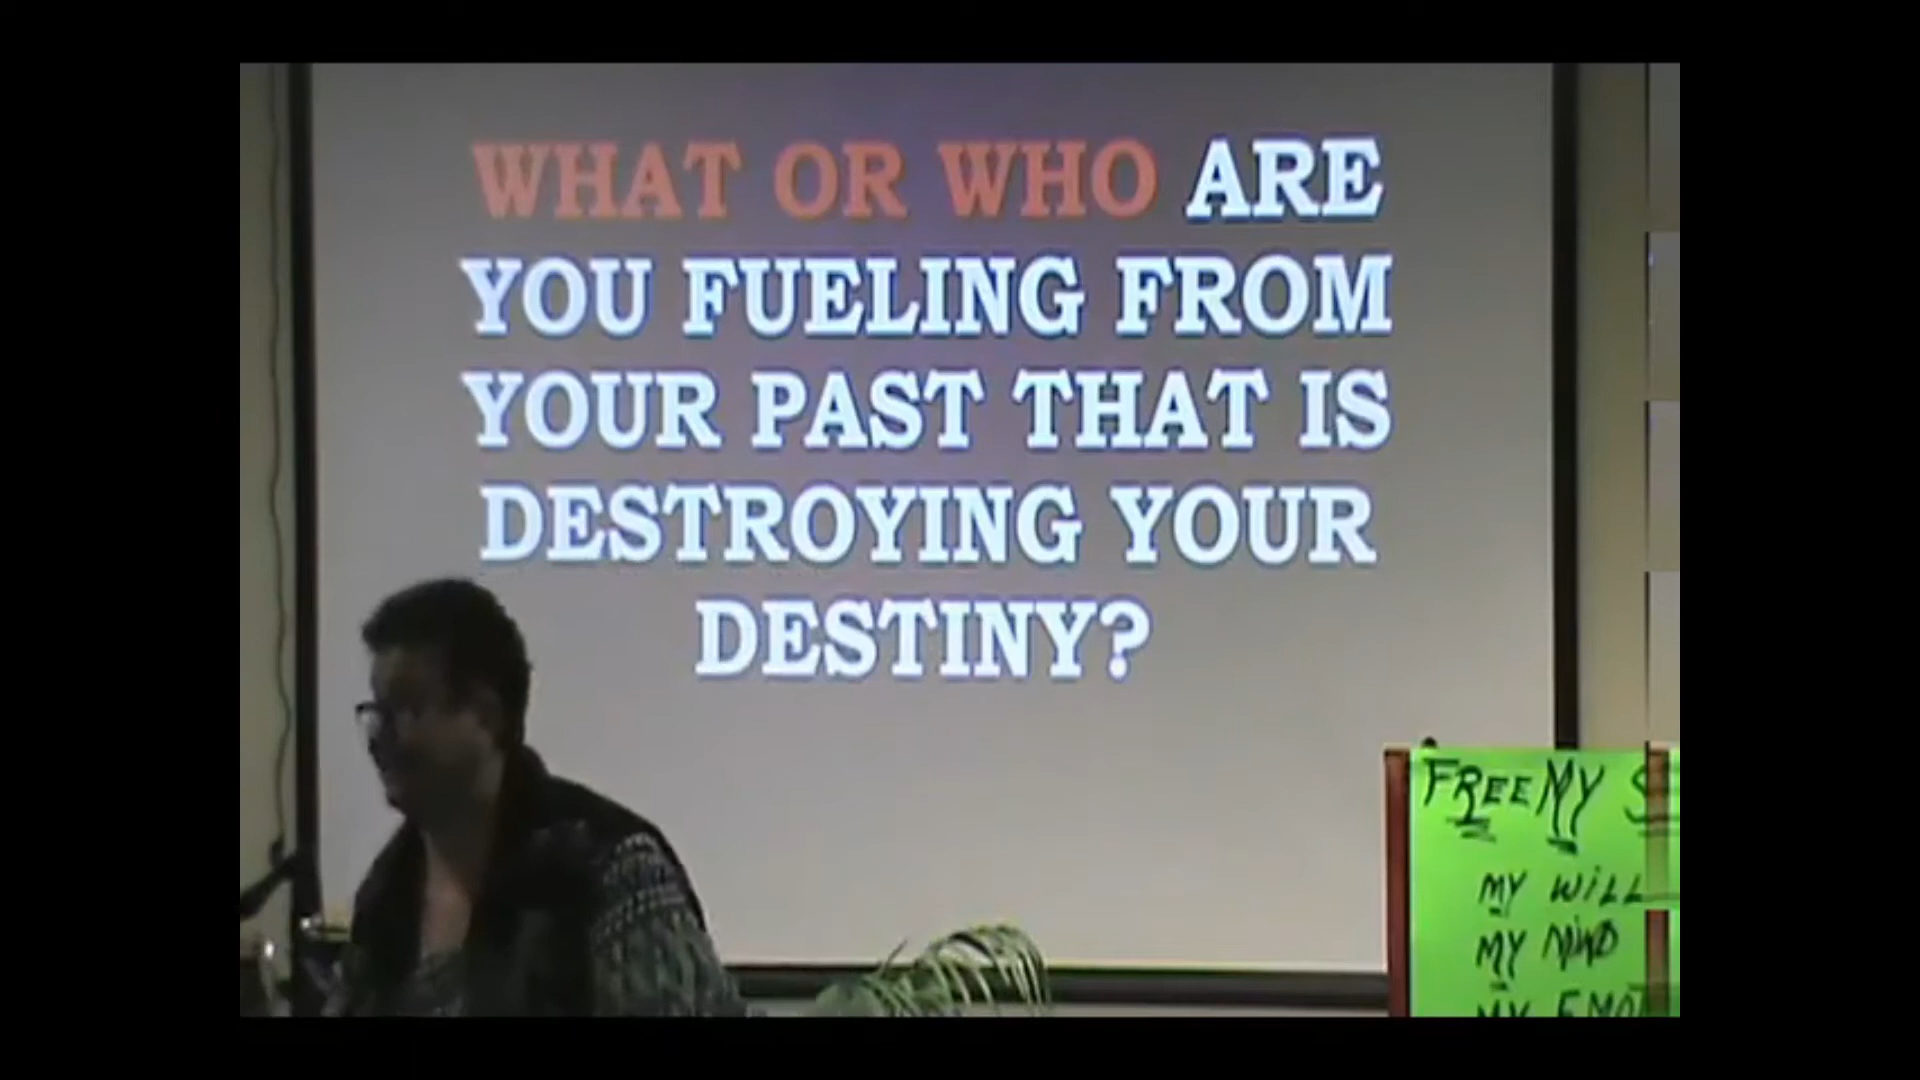 WHAT OR WHO ARE
YOU FUELING FROM
YOUR PAST THAT IS
DESTROYING YOUR
DESTINY?
FREE MY
MY WILL
MY MIND
MY